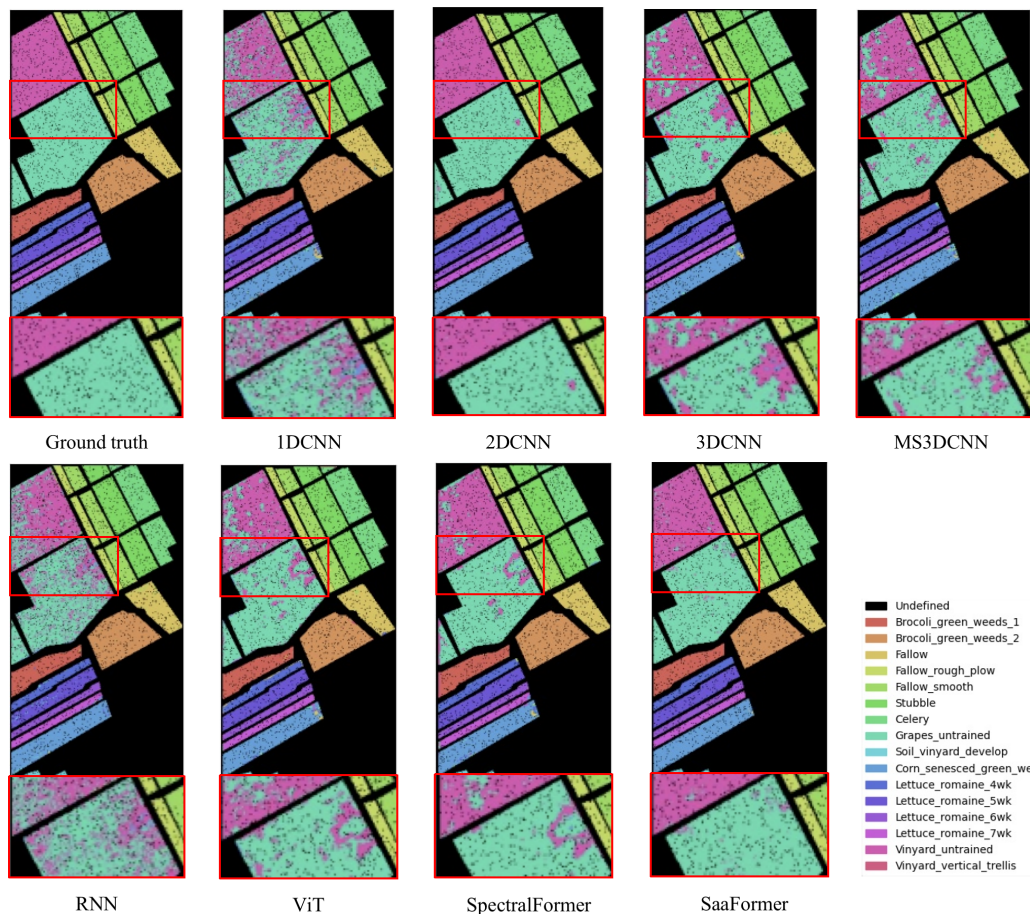 Ground truth
1DCNN
2DCNN
3DCNN
MS3DCNN
Undefined
Brocoli_green_weeds_1
Brocoli_green_weeds_2
Fallow
Fallow_rough_plow
Fallow_smooth
Stubble
Celery
Grapes_untrained
Soil_vinyard_develop
Corn_senesced_green_we
Lettuce_romaine_4wk
Lettuce_romaine_5wk
Lettuce_romaine_6wk
Lettuce_romaine_7wk
Vinyard_untrained
Vinyard_vertical_trellis
RNN
ViT
SpectralFormer
SaaFormer